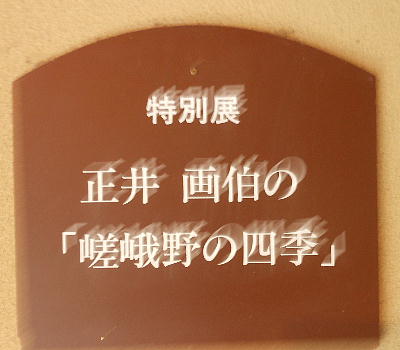 特別展
正井 画伯の
「嵯峨野の四季」